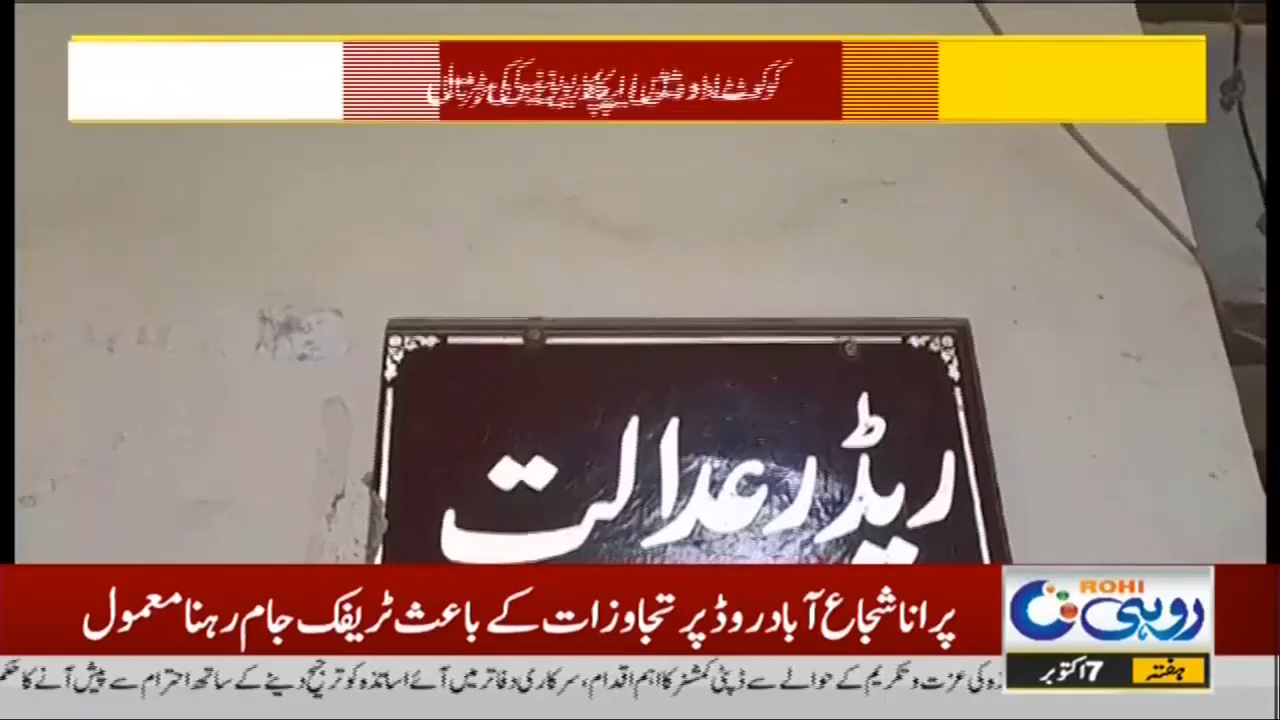 ریڈر عدالت
پرانا شجاع آباد روڈ پر تجاوزات کے باعث ٹریفک جام رہنا معمول
ROHI
روہی
ہفتہ
7 اکتوبر
کی عزت و تکریم کے حوالے سے ڈپٹی کمشنر کا اہم اقدام، سرکاری دفاتر میں آئے اساتذہ کو ترجیح دینے کے ساتھ احترام سے پیش آنے کا